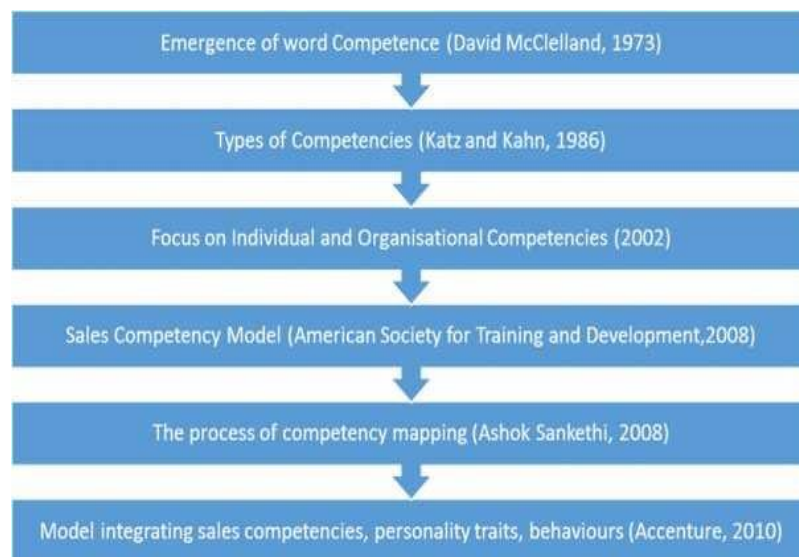 Emergence of word Competence (David McClelland, 1973)
Types of Competencies (Katz and Kahn, 1986)
Focus on Individual and Organisational Competencies (2002)
Sales Competency Model (American Society for Training and Development,2008)
The process of competency mapping (Ashok Sankethi, 2008)
Model integrating sales competencies, personality traits, behaviours (Accenture, 2010)